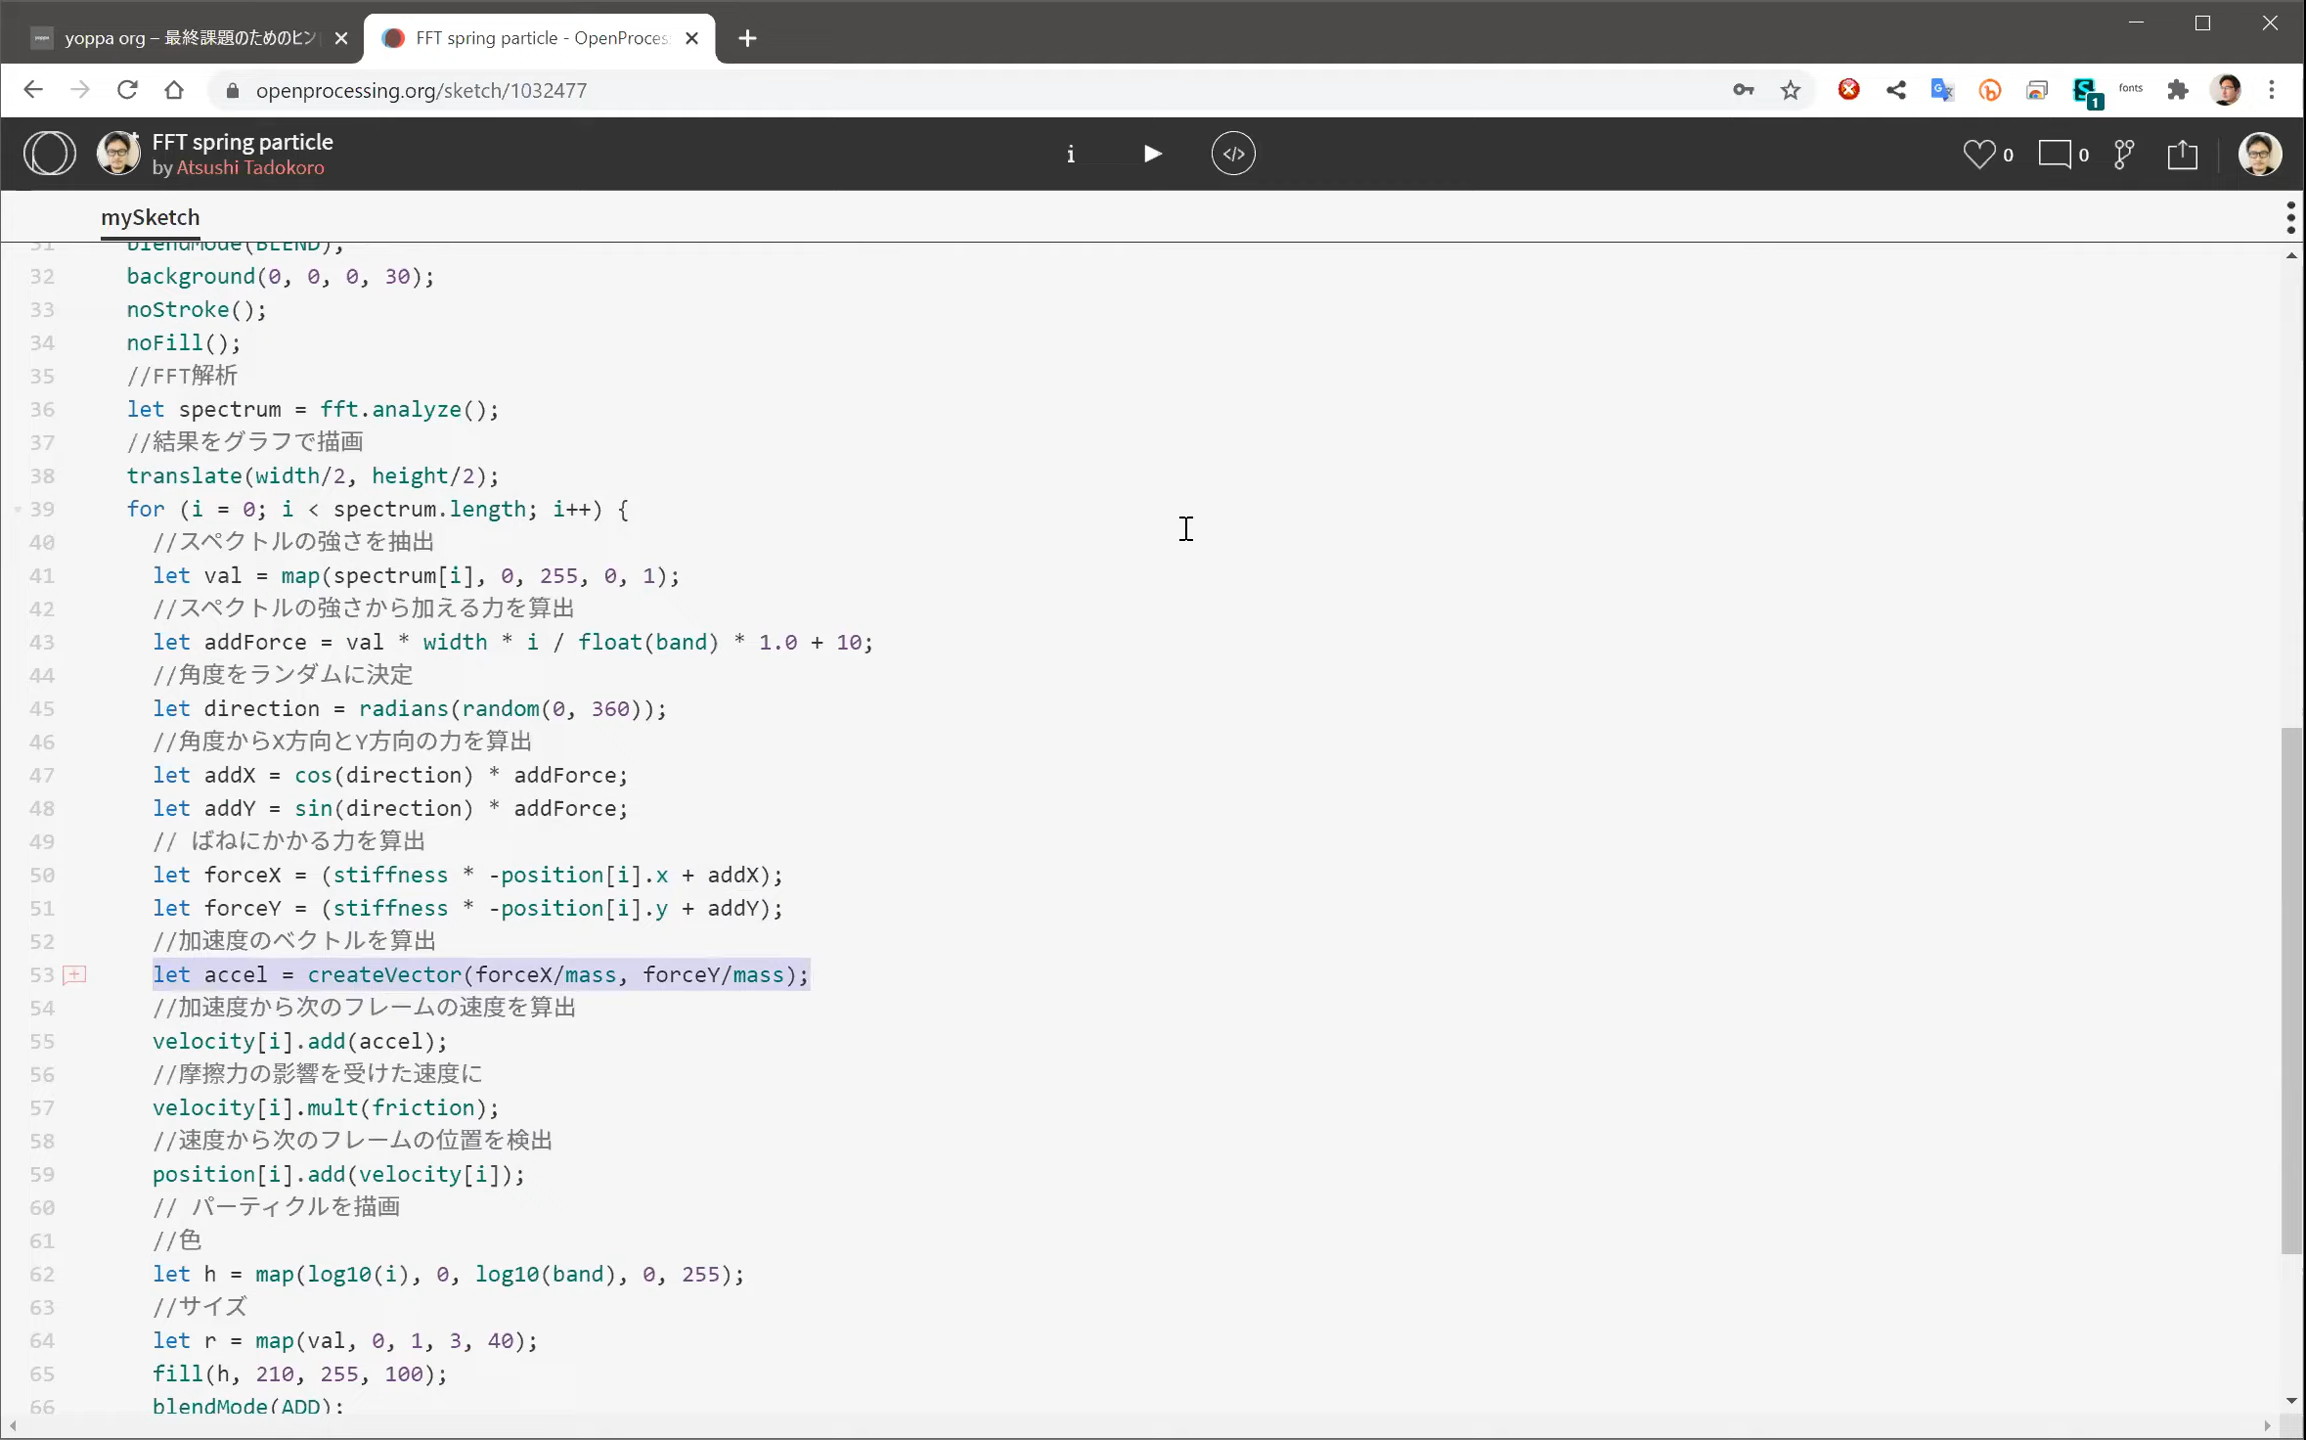 yoppa org – 最終課題のためのヒン
FFT spring particle - OpenProces
openprocessing.org/sketch/1032477
fonts
1
FFT spring particle
by Atsushi Tadokoro
i
</>
0
0
mySketch
31 blendMode(BLEND);
32 background(0, 0, 0, 30);
33 noStroke();
34 noFill();
35 //FFT解析
36 let spectrum = fft.analyze();
37 //結果をグラフで描画
38 translate(width/2, height/2);
39 for (i = 0; i < spectrum.length; i++) {
40 //スペクトルの強さを抽出
41 let val = map(spectrum[i], 0, 255, 0, 1);
42 //スペクトルの強さから加える力を算出
43 let addForce = val * width * i / float(band) * 1.0 + 10;
44 //角度をランダムに決定
45 let direction = radians(random(0, 360));
46 //角度からX方向とY方向の力を算出
47 let addX = cos(direction) * addForce;
48 let addY = sin(direction) * addForce;
49 // ばねにかかる力を算出
50 let forceX = (stiffness * -position[i].x + addX);
51 let forceY = (stiffness * -position[i].y + addY);
52 //加速度のベクトルを算出
53 let accel = createVector(forceX/mass, forceY/mass);
54 //加速度から次のフレームの速度を算出
55 velocity[i].add(accel);
56 //摩擦力の影響を受けた速度に
57 velocity[i].mult(friction);
58 //速度から次のフレームの位置を検出
59 position[i].add(velocity[i]);
60 // パーティクルを描画
61 //色
62 let h = map(log10(i), 0, log10(band), 0, 255);
63 //サイズ
64 let r = map(val, 0, 1, 3, 40);
65 fill(h, 210, 255, 100);
66 blendMode(ADD);